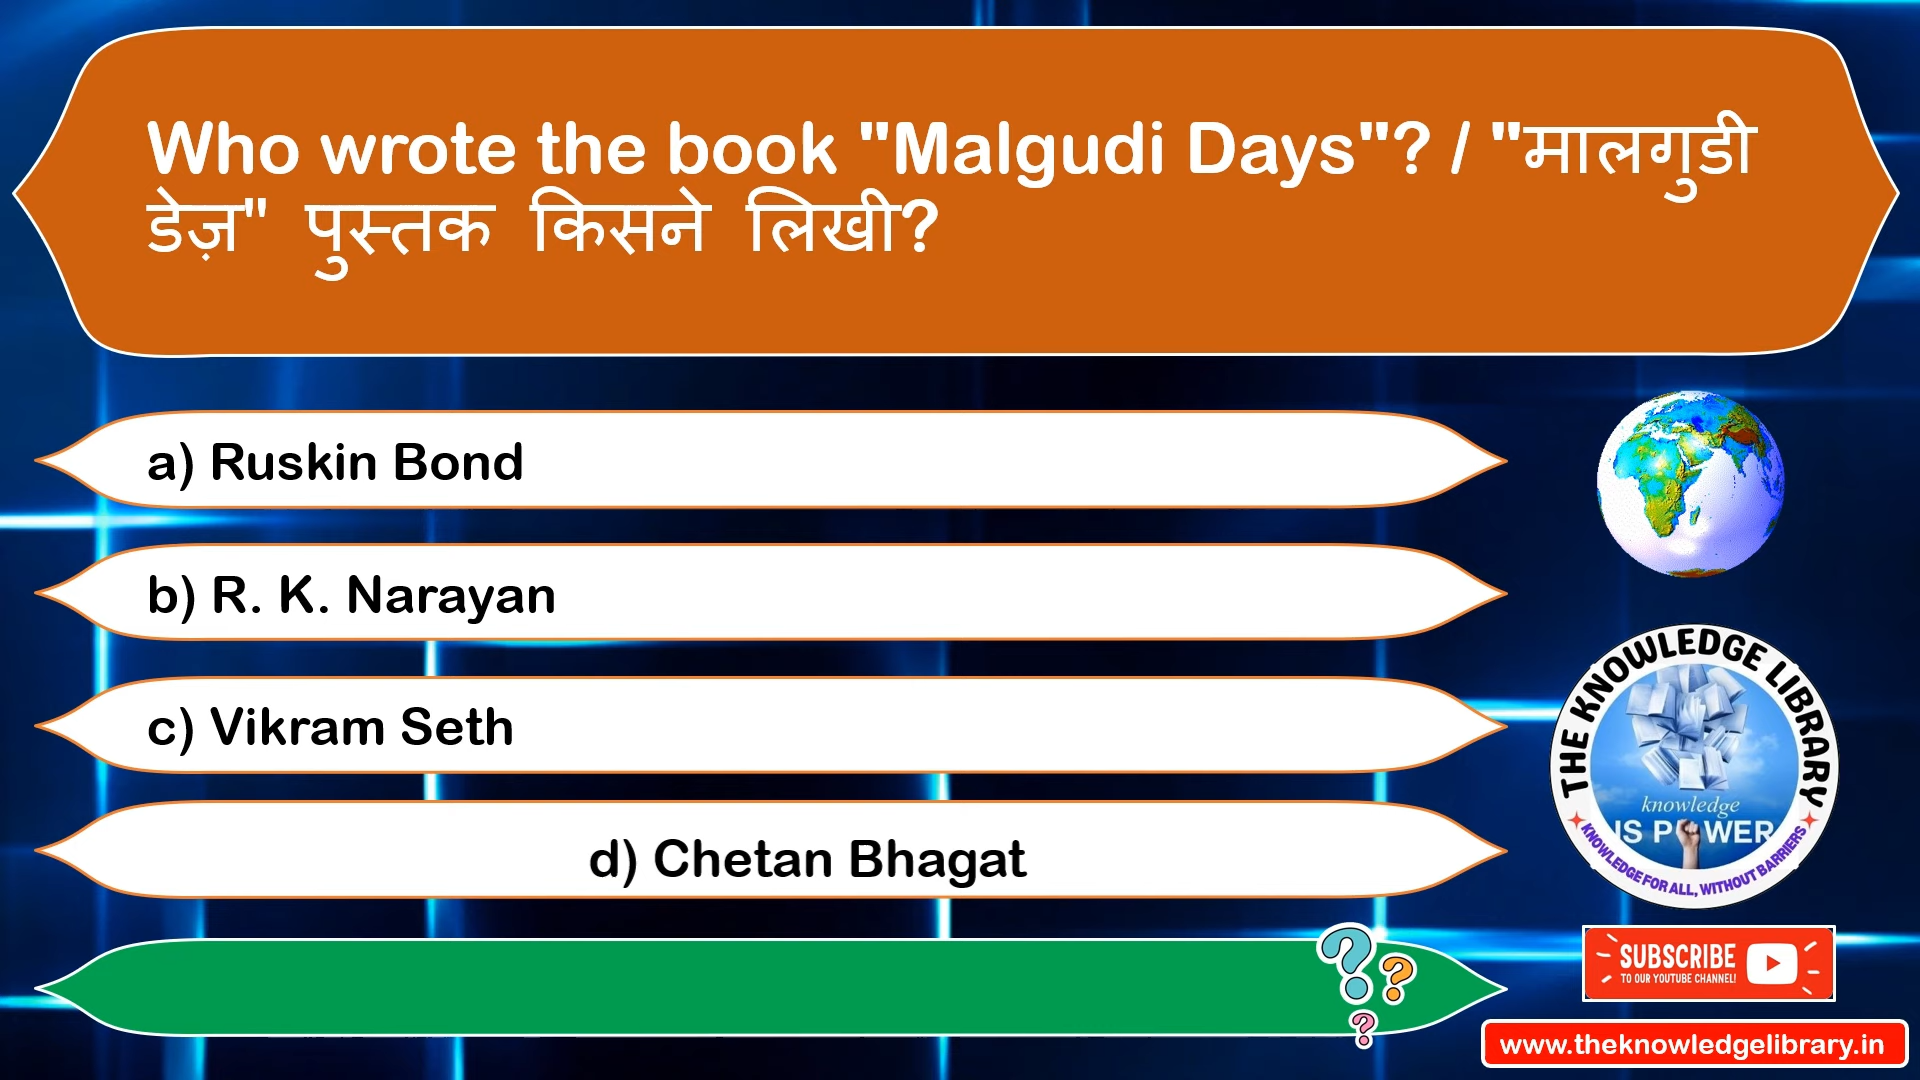 Who wrote the book "Malgudi Days"? / "मालगुडी
डेज़" पुस्तक किसने लिखी?
a) Ruskin Bond
b) R. K. Narayan
c) Vikram Seth
d) Chetan Bhagat
THE KNOWLEDGE LIBRARY
knowledge
IS POWER
KNOWLEDGE FOR ALL, WITHOUT BARRIERS
SUBSCRIBE
TO OUR YOUTUBE CHANNEL!
www.theknowledgelibrary.in